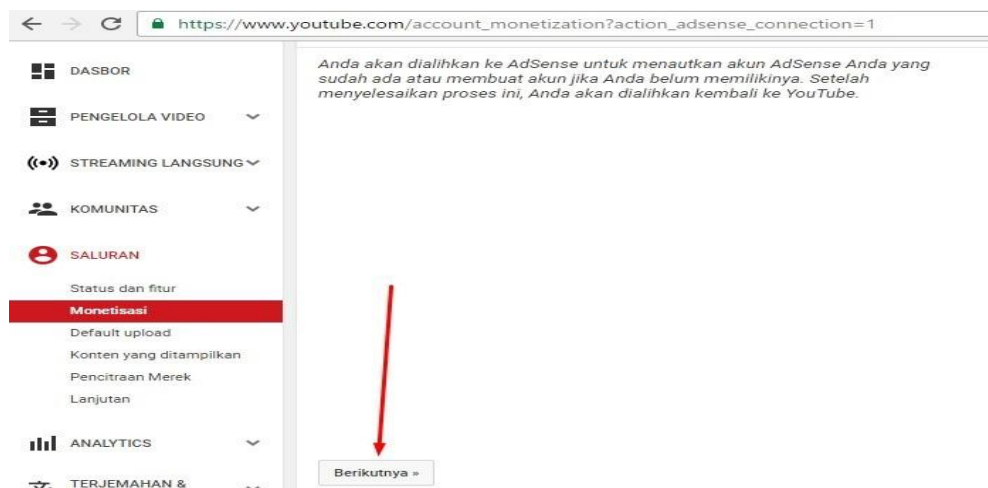 https://www.youtube.com/account_monetization?action_adsense_connection=1
DASBOR
PENGELOLA VIDEO
STREAMING LANGSUNG
KOMUNITAS
SALURAN
Status dan fitur
Monetisasi
Default upload
Konten yang ditampilkan
Pencitraan Merek
Lanjutan
ANALYTICS
TERJEMAHAN &
Anda akan dialihkan ke AdSense untuk menautkan akun AdSense Anda yang
sudah ada atau membuat akun jika Anda belum memilikinya. Setelah
menyelesaikan proses ini, Anda akan dialihkan kembali ke YouTube.
Berikutnya »